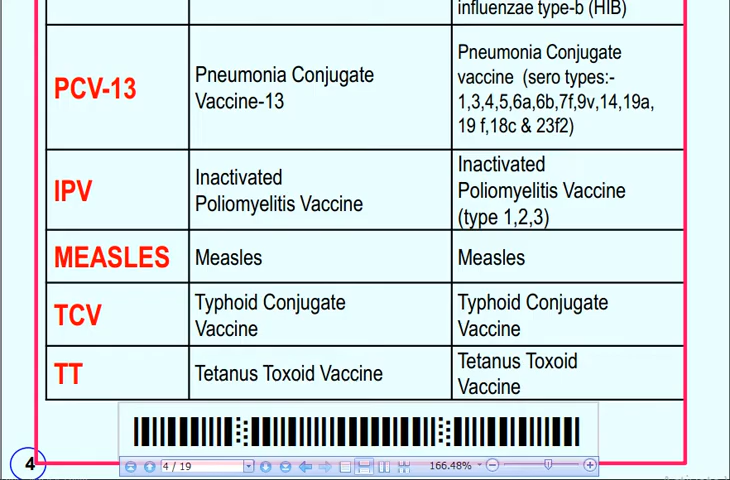 influenzae type-b (HIB)
PCV-13
Pneumonia Conjugate
Vaccine-13
Pneumonia Conjugate
vaccine (sero types:-
1,3,4,5,6a,6b,7f,9v,14,19a,
19 f,18c & 23f2)
IPV
Inactivated
Poliomyelitis Vaccine
Inactivated
Poliomyelitis Vaccine
(type 1,2,3)
MEASLES
Measles
Measles
TCV
Typhoid Conjugate
Vaccine
Typhoid Conjugate
Vaccine
TT
Tetanus Toxoid Vaccine
Tetanus Toxoid
Vaccine
4
4 / 19
166.48%